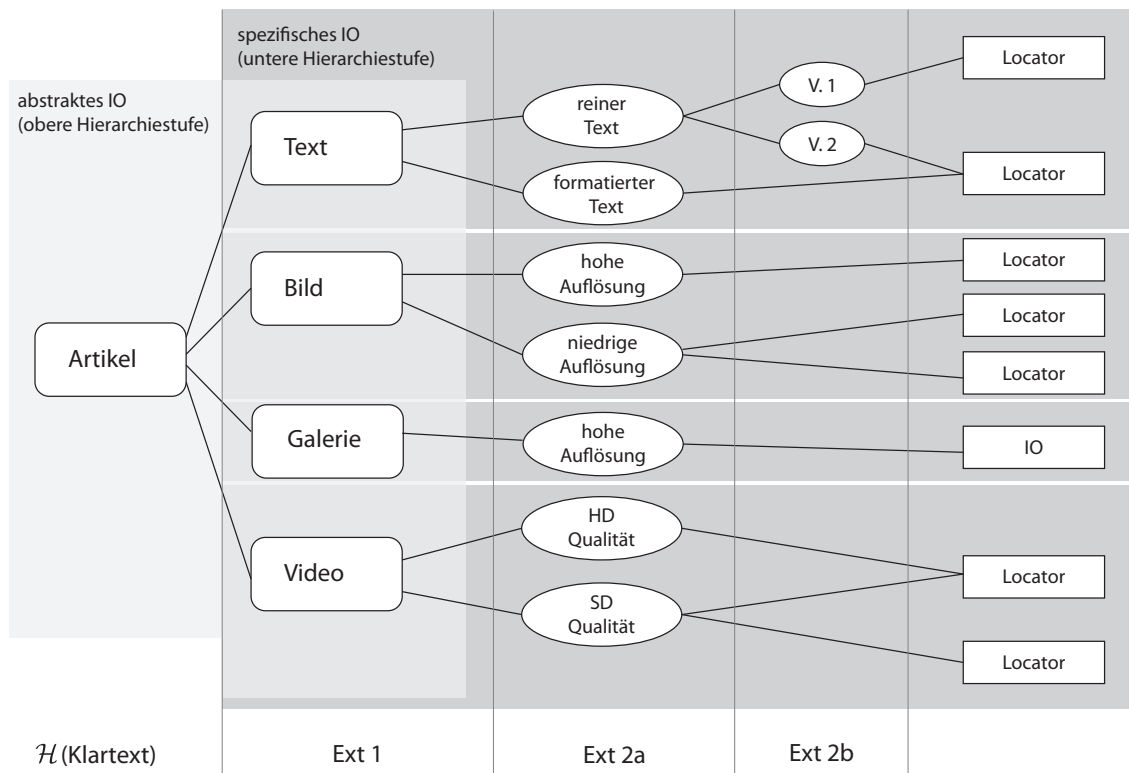 spezifisches IO
(untere Hierarchiestufe)
abstraktes IO
(obere Hierarchiestufe)
Artikel
Text
reiner
Text
formatierter
Text
V. 1
V. 2
Locator
Locator
Bild
hohe
Auflösung
niedrige
Auflösung
Locator
Locator
Locator
Galerie
hohe
Auflösung
IO
Video
HD
Qualität
SD
Qualität
Locator
Locator
ℋ(Klartext)
Ext 1
Ext 2a
Ext 2b